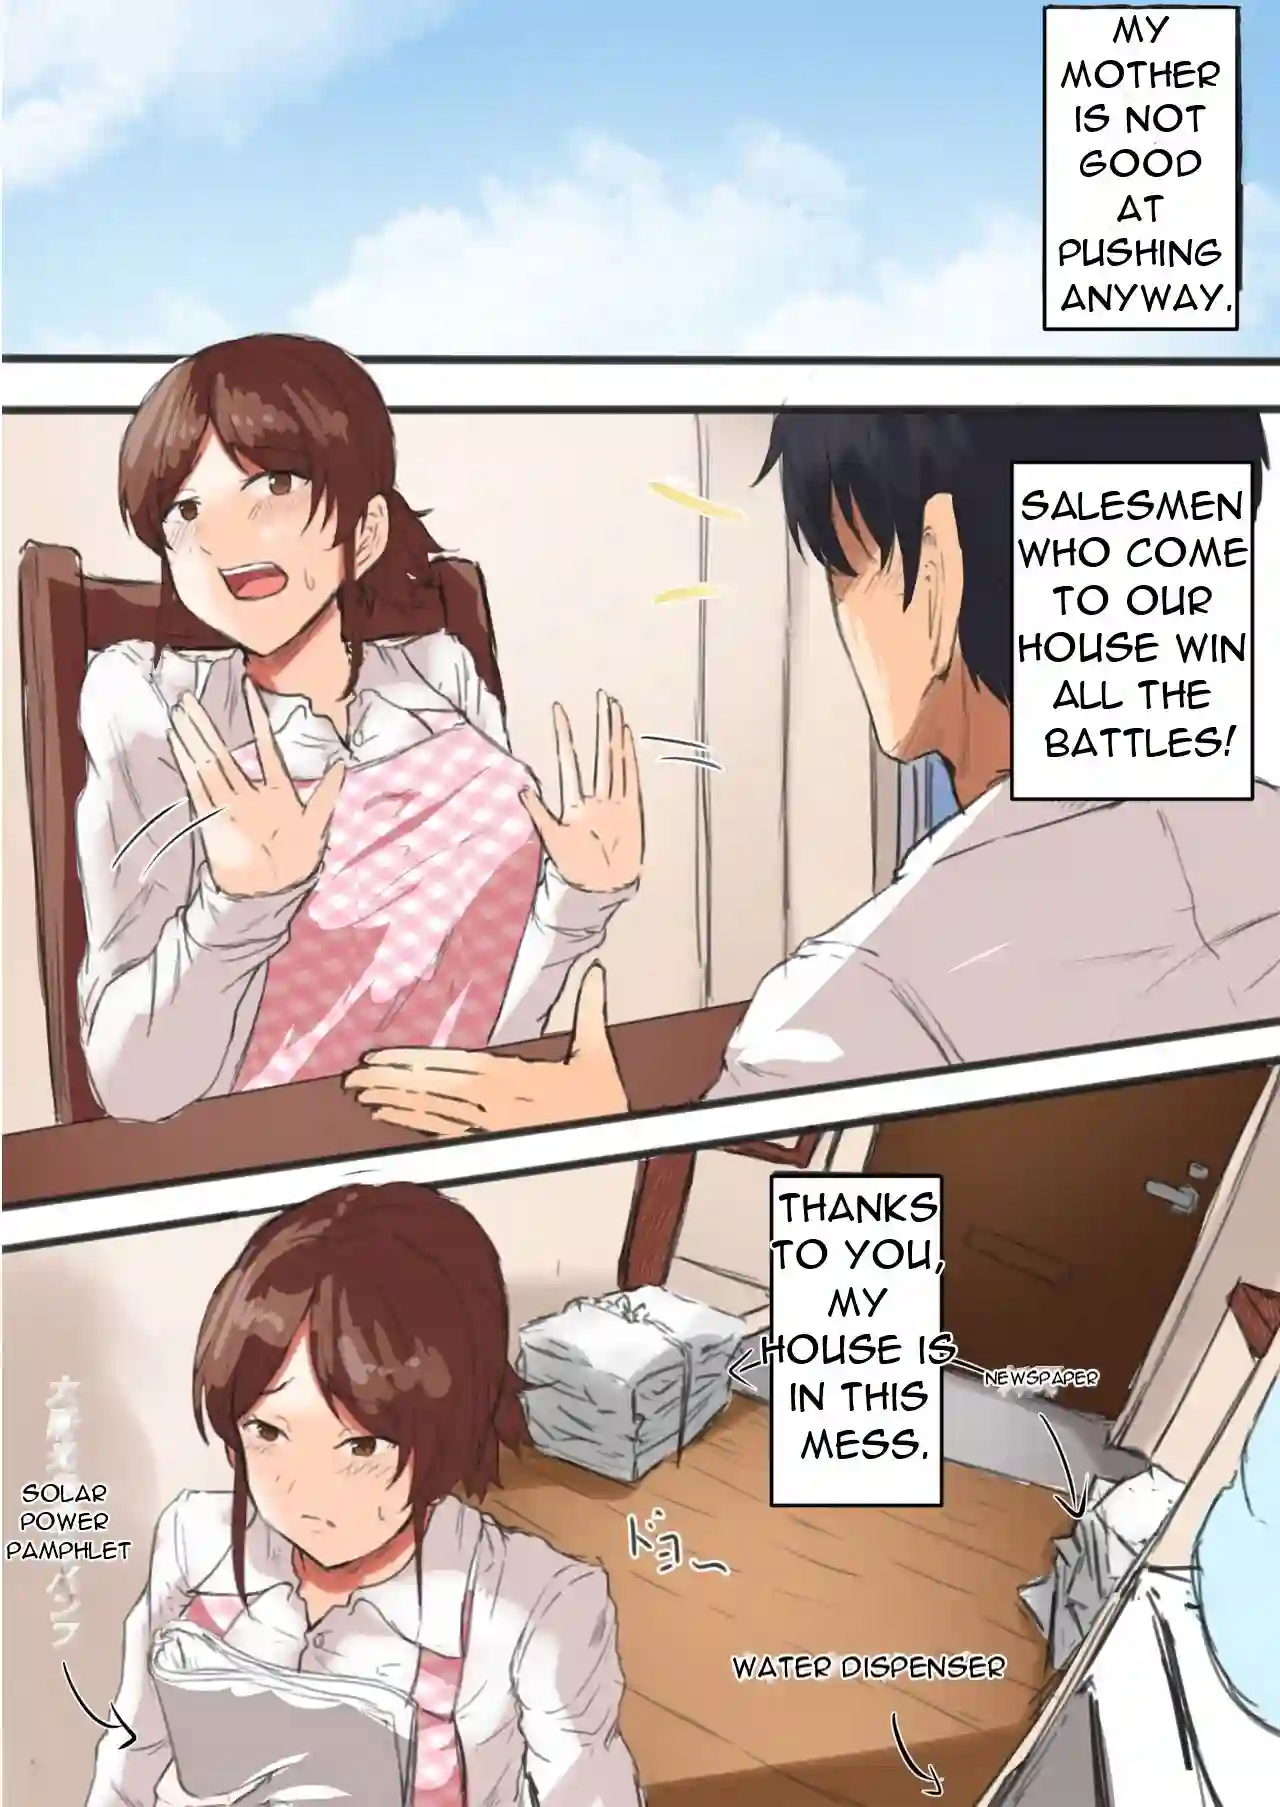 MY
MOTHER
IS NOT
GOOD
AT
PUSHING
ANYWAY.
SALESMEN
WHO COME
TO OUR
HOUSE WIN
ALL THE
BATTLES!
THANKS
TO YOU,
MY
HOUSE IS
IN THIS
MESS.
NEWSPAPER
SOLAR
POWER
PAMPHLET
ドヨ〜
WATER DISPENSER